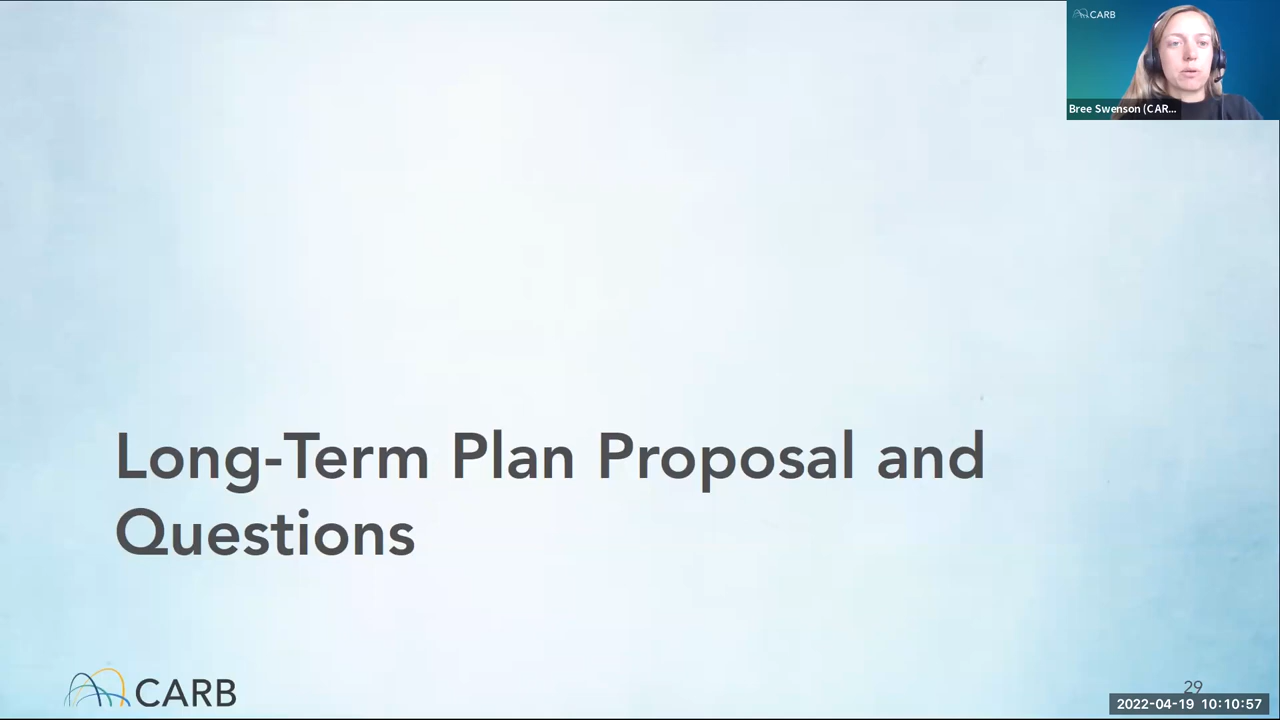 CARB
Bree Swenson (CAR...
Long-Term Plan Proposal and
Questions
CARB
29
2022-04-19 10:10:57